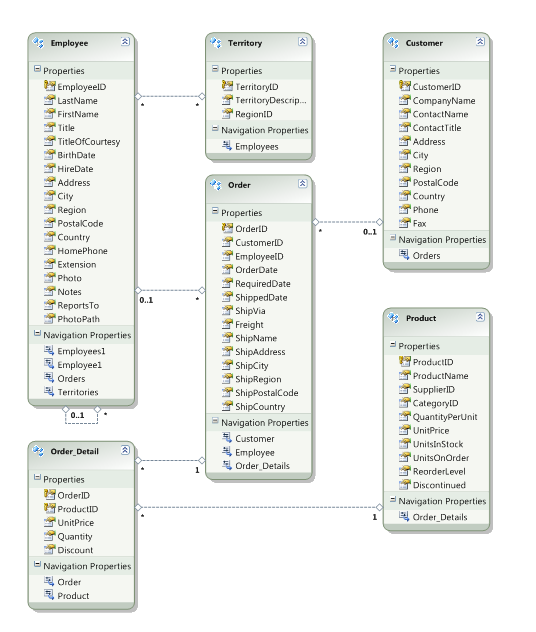 Employee
Properties
EmployeeID
LastName
FirstName
Title
TitleOfCourtesy
BirthDate
HireDate
Address
City
Region
PostalCode
Country
HomePhone
Extension
Photo
Notes
ReportsTo
PhotoPath
Navigation Properties
Employees1
Employee1
Orders
Territories
0..1
*
*
*
Territory
Properties
TerritoryID
TerritoryDescrip...
RegionID
Navigation Properties
Employees
Customer
Properties
CustomerID
CompanyName
ContactName
ContactTitle
Address
City
Region
PostalCode
Country
Phone
Fax
Navigation Properties
Orders
Order
Properties
OrderID
CustomerID
EmployeeID
OrderDate
RequiredDate
ShippedDate
ShipVia
Freight
ShipName
ShipAddress
ShipCity
ShipRegion
ShipPostalCode
ShipCountry
Navigation Properties
Customer
Employee
Order_Details
*
0..1
0..1
*
Product
Properties
ProductID
ProductName
SupplierID
CategoryID
QuantityPerUnit
UnitPrice
UnitsInStock
UnitsOnOrder
ReorderLevel
Discontinued
Navigation Properties
Order_Details
Order_Detail
Properties
OrderID
ProductID
UnitPrice
Quantity
Discount
Navigation Properties
Order
Product
*
1
*
1